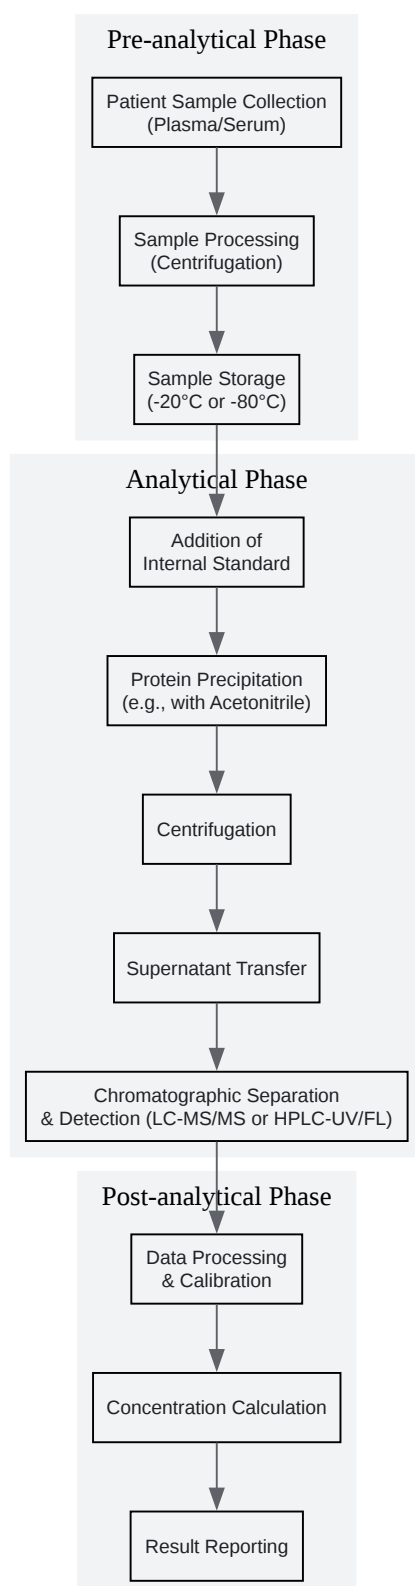 Pre-analytical Phase
Patient Sample Collection
(Plasma/Serum)
Sample Processing
(Centrifugation)
Sample Storage
(-20°C or -80°C)
Analytical Phase
Addition of
Internal Standard
Protein Precipitation
(e.g., with Acetonitrile)
Centrifugation
Supernatant Transfer
Chromatographic Separation
& Detection (LC-MS/MS or HPLC-UV/FL)
Post-analytical Phase
Data Processing
& Calibration
Concentration Calculation
Result Reporting